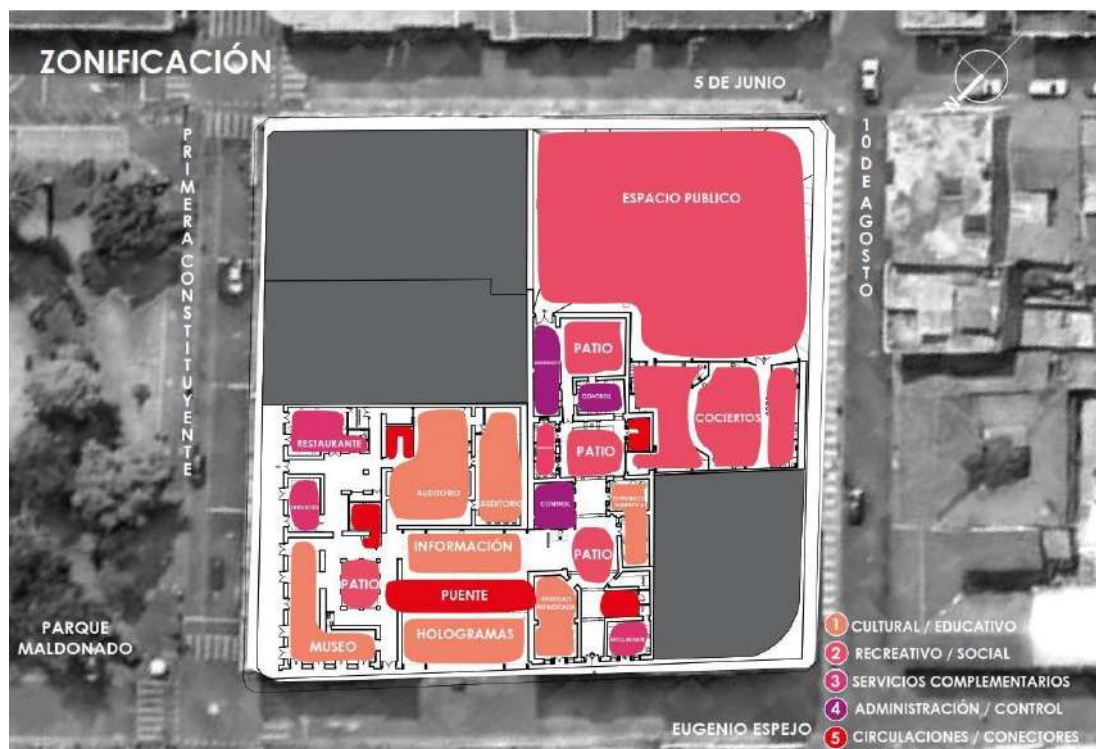 ZONIFICACIÓN
5 DE JUNIO
N
PRIMERA CONSTITUYENTE
10 DE AGOSTO
ESPACIO PUBLICO
PATIO
CONTROL
COCIERTOS
RESTAURANTE
PATIO
AUDITORIO
AUDITORIO
CONTROL
INFORMACIÓN
PATIO
PATIO
PUENTE
HOLOGRAMAS
MUSEO
PARQUE
MALDONADO
EUGENIO ESPEJO
1 CULTURAL / EDUCATIVO
2 RECREATIVO / SOCIAL
3 SERVICIOS COMPLEMENTARIOS
4 ADMINISTRACIÓN / CONTROL
5 CIRCULACIONES / CONECTORES